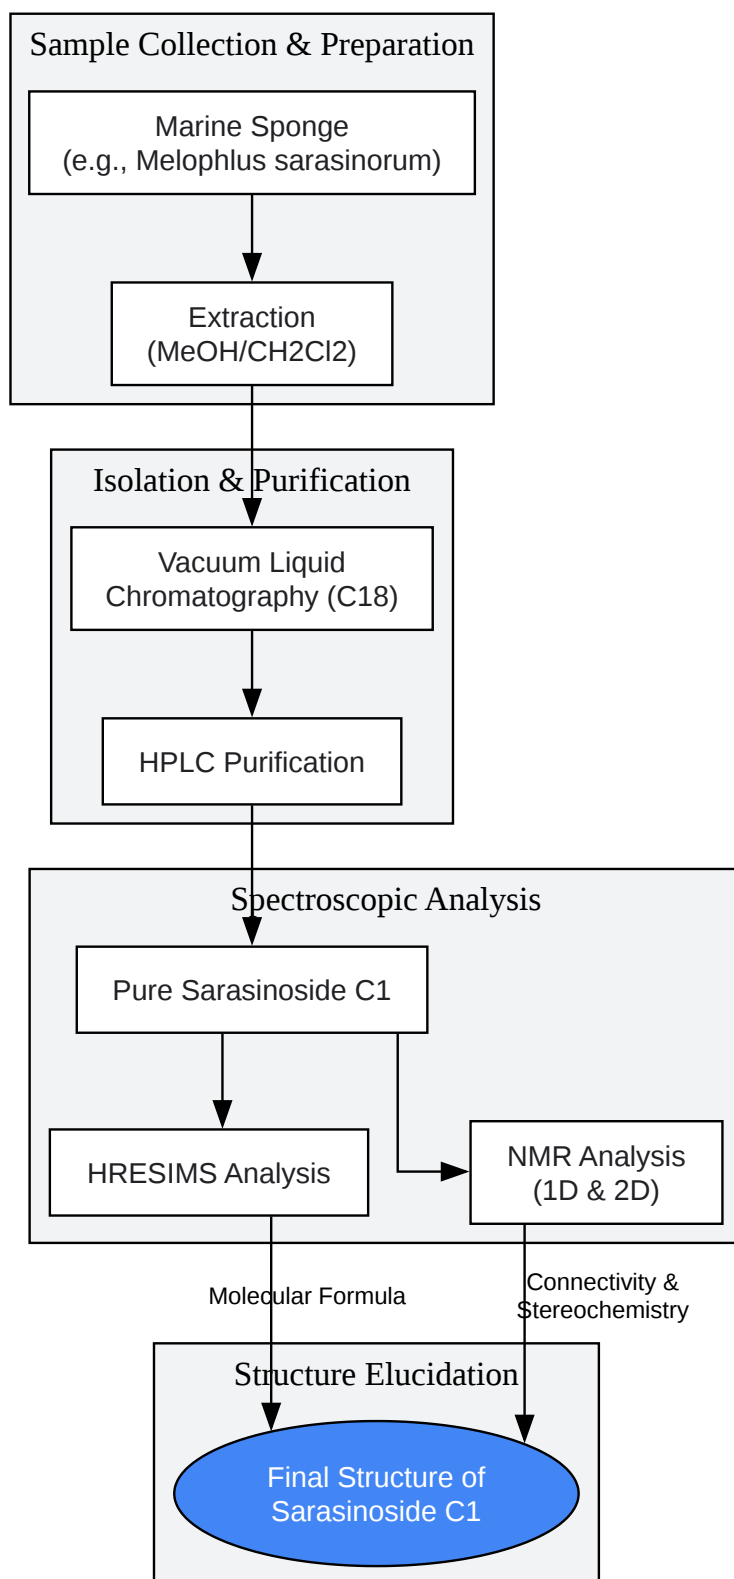 Sample Collection & Preparation
Marine Sponge
(e.g., Melophlus sarasinorum)
Extraction
(MeOH/CH2Cl2)
Isolation & Purification
Vacuum Liquid
Chromatography (C18)
HPLC Purification
Spectroscopic Analysis
Pure Sarasinoside C1
HRESIMS Analysis
NMR Analysis
(1D & 2D)
Molecular Formula
Connectivity &
Stereochemistry
Structure Elucidation
Final Structure of
Sarasinoside C1